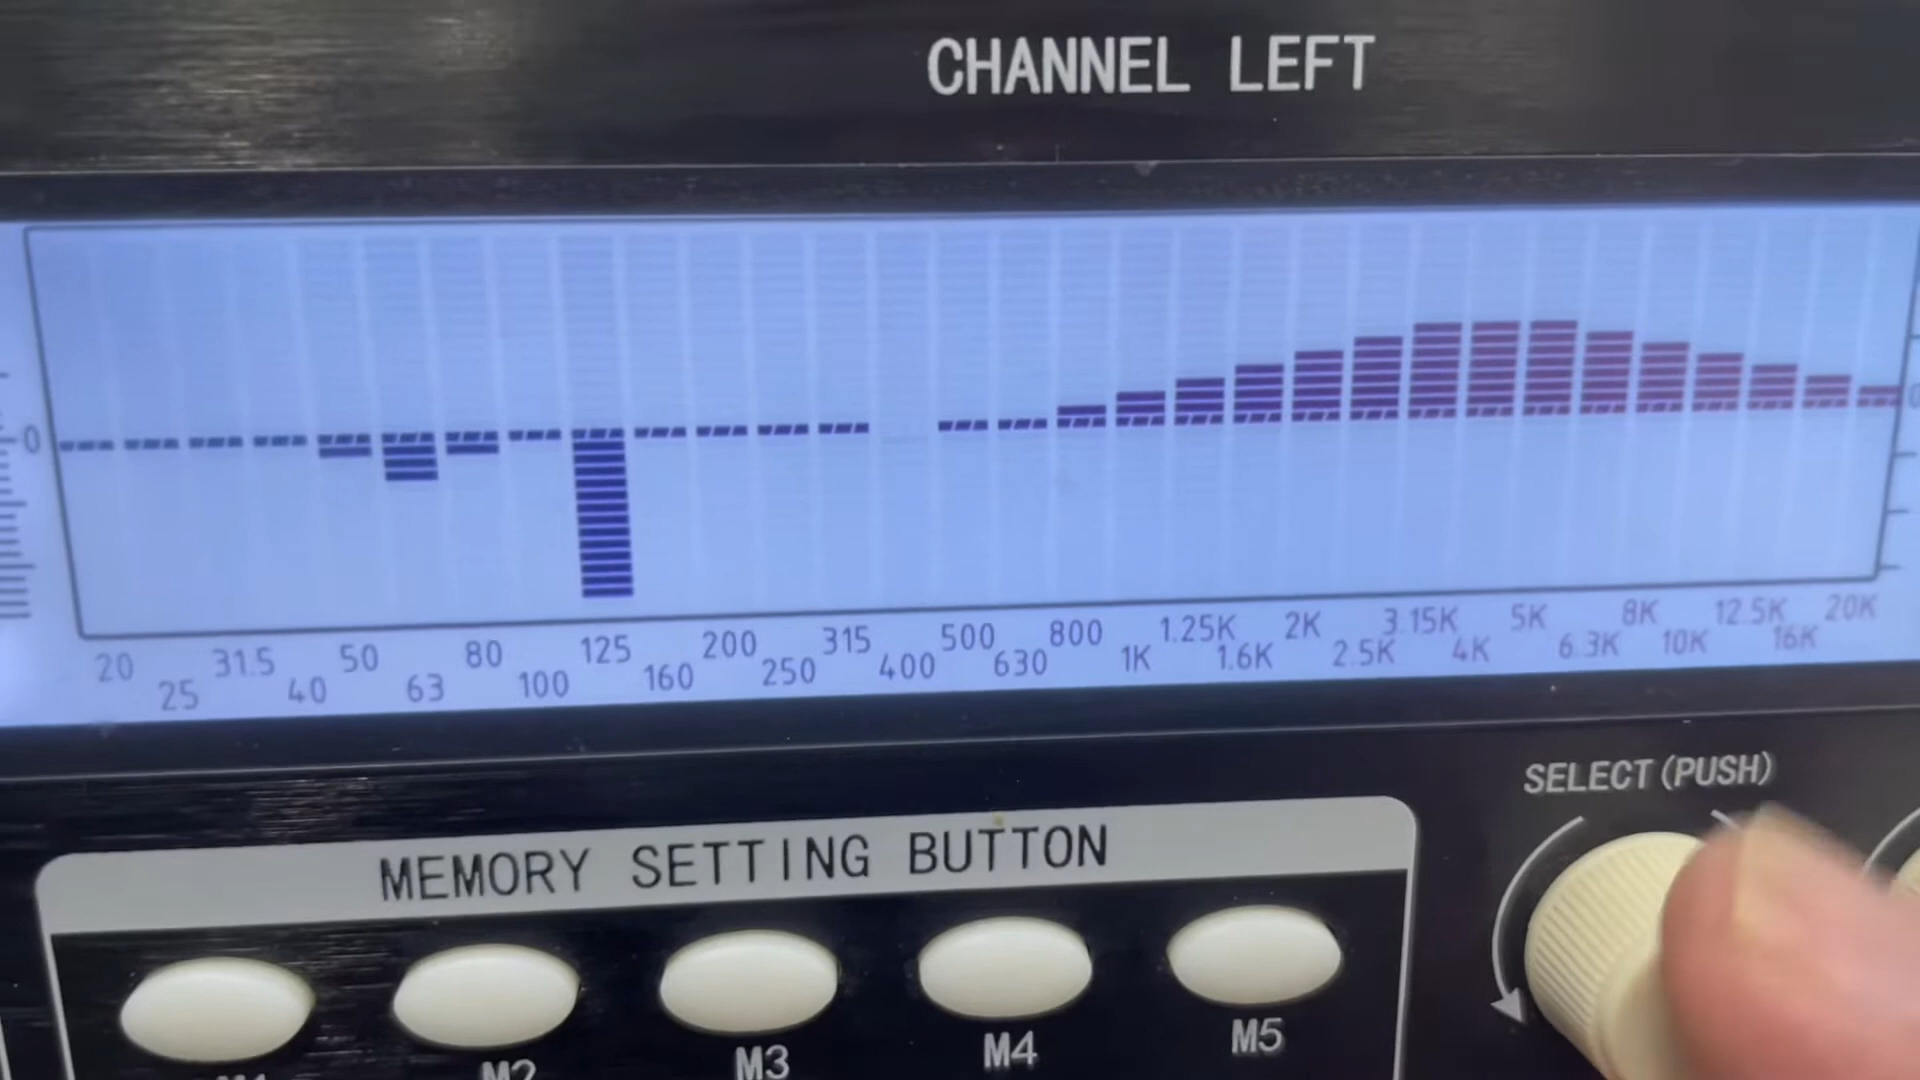 CHANNEL LEFT
0
20 31.5 50 80 125 200 315 500 800 1.25K 2K 3.15K 5K 8K 12.5K 20K
25 40 63 100 160 250 400 630 1K 1.6K 2.5K 4K 6.3K 10K 16K
SELECT (PUSH)
MEMORY SETTING BUTTON
M1 M2 M3 M4 M5